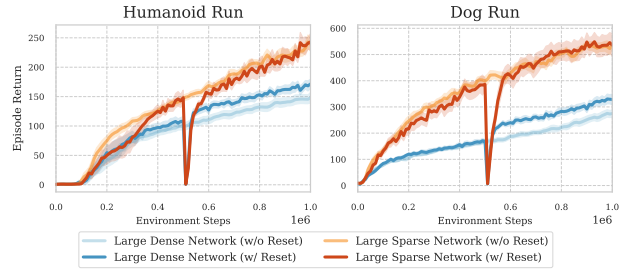 Humanoid Run
Dog Run
Episode Return
250
200
150
100
50
0
0.0 0.2 0.4 0.6 0.8 1.0
Environment Steps
1e6
600
500
400
300
200
100
0
0.0 0.2 0.4 0.6 0.8 1.0
Environment Steps
1e6
Large Dense Network (w/o Reset)
Large Dense Network (w/ Reset)
Large Sparse Network (w/o Reset)
Large Sparse Network (w/ Reset)